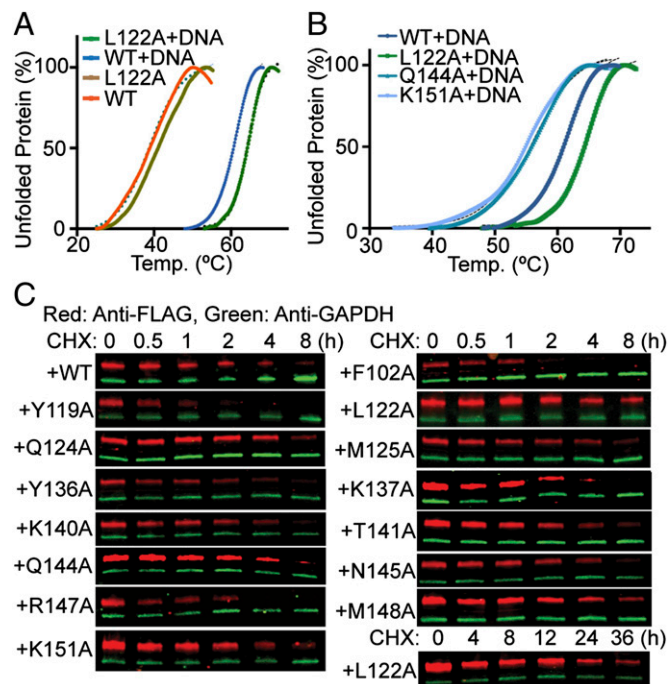 A
L122A+DNA
WT+DNA
L122A
WT
Unfolded Protein (%)
100
50
0
20 40 60
Temp. (ºC)
B
WT+DNA
L122A+DNA
Q144A+DNA
K151A+DNA
Unfolded Protein (%)
100
50
0
30 40 50 60 70
Temp. (ºC)
C
Red: Anti-FLAG, Green: Anti-GAPDH
CHX: 0 0.5 1 2 4 8 (h)
+WT
+Y119A
+Q124A
+Y136A
+K140A
+Q144A
+R147A
+K151A
CHX: 0 0.5 1 2 4 8 (h)
+F102A
+L122A
+M125A
+K137A
+T141A
+N145A
+M148A
CHX: 0 4 8 12 24 36 (h)
+L122A